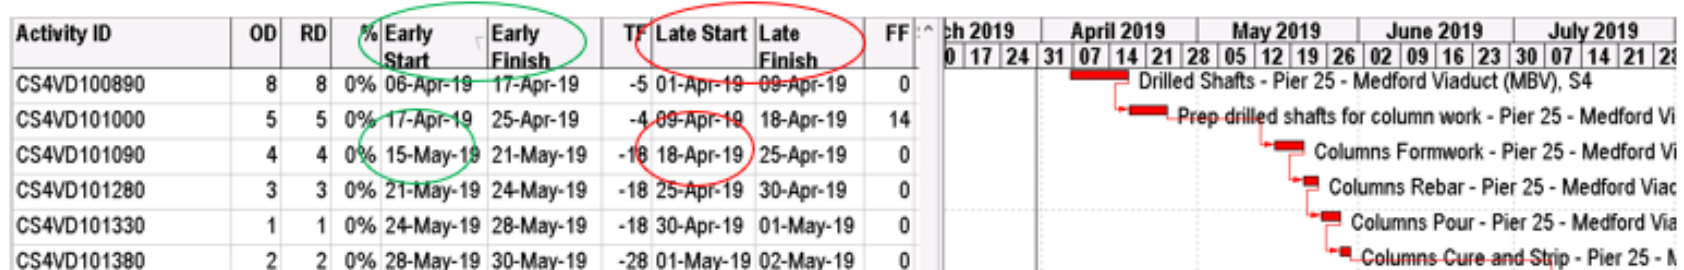 Activity ID OD RD % Early Start Early Finish TF Late Start Late Finish FF ch 2019 April 2019 May 2019 June 2019 July 2019
0 17 24 31 07 14 21 28 05 12 19 26 02 09 16 23 30 07 14 21 28
CS4VD100890 8 8 0% 06-Apr-19 17-Apr-19 -5 01-Apr-19 09-Apr-19 0 Drilled Shafts - Pier 25 - Medford Viaduct (MBV), S4
CS4VD101000 5 5 0% 17-Apr-19 25-Apr-19 -4 09-Apr-19 18-Apr-19 14 Prep drilled shafts for column work - Pier 25 - Medford Vi
CS4VD101090 4 4 0% 15-May-19 21-May-19 -18 18-Apr-19 25-Apr-19 0 Columns Formwork - Pier 25 - Medford Vi
CS4VD101280 3 3 0% 21-May-19 24-May-19 -18 25-Apr-19 30-Apr-19 0 Columns Rebar - Pier 25 - Medford Viad
CS4VD101330 1 1 0% 24-May-19 28-May-19 -18 30-Apr-19 01-May-19 0 Columns Pour - Pier 25 - Medford Via
CS4VD101380 2 2 0% 28-May-19 30-May-19 -28 01-May-19 02-May-19 0 Columns Cure and Strip - Pier 25 - M